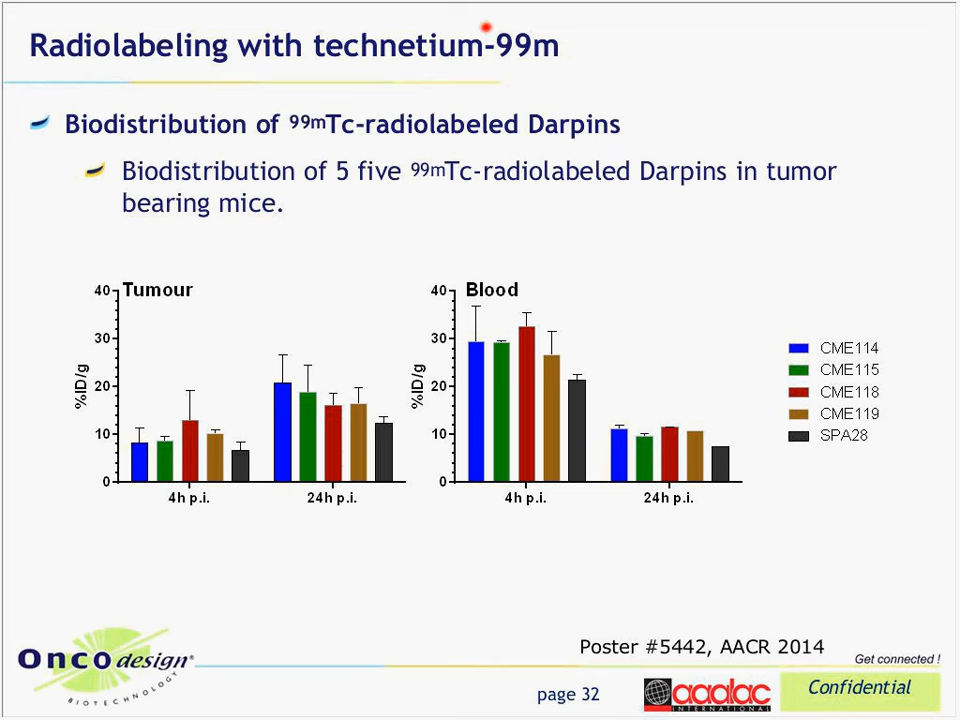 Radiolabeling with technetium-99m
Biodistribution of 99mTc-radiolabeled Darpins
Biodistribution of 5 five 99mTc-radiolabeled Darpins in tumor
bearing mice.
Tumour
40
30
20
10
0
%ID/g
4h p.i.
24h p.i.
Blood
40
30
20
10
0
%ID/g
4h p.i.
24h p.i.
CME114
CME115
CME118
CME119
SPA28
Poster #5442, AACR 2014
Get connected !
Oncodesign®
BIOTECHNOLOGY
page 32
aaalac
INTERNATIONAL
Confidential